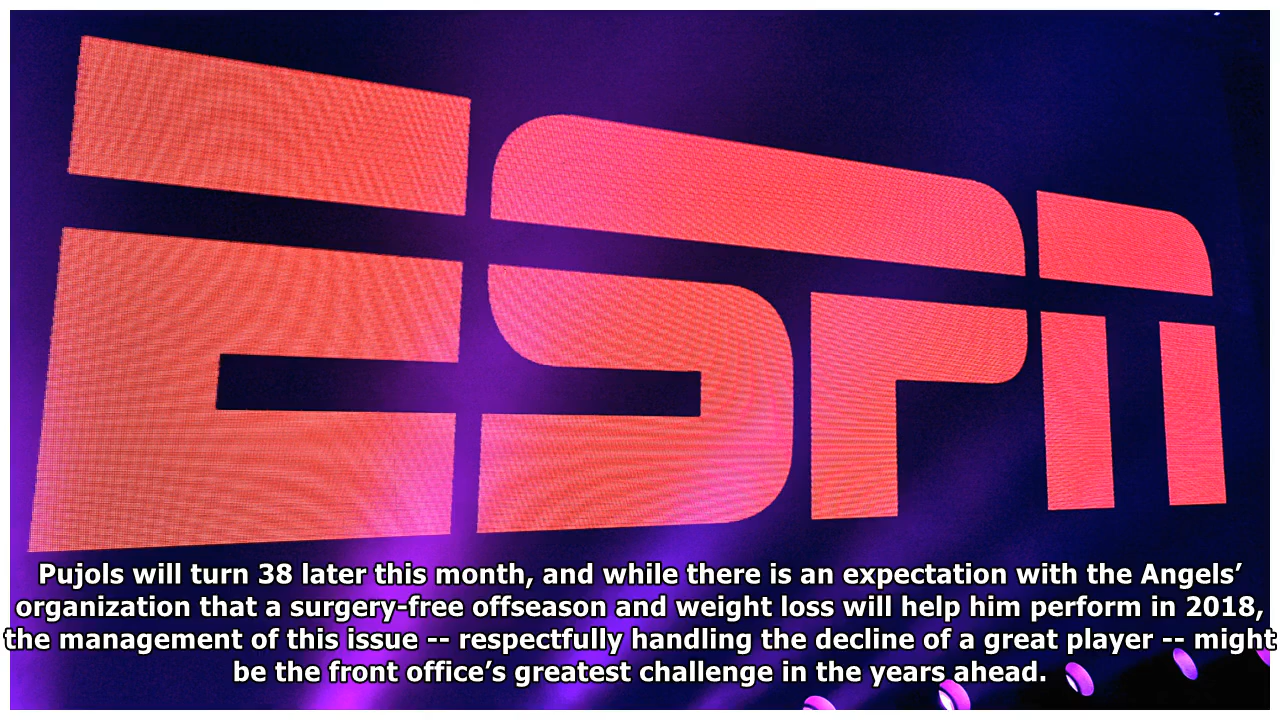 ESPN
Pujols will turn 38 later this month, and while there is an expectation with the Angels’
organization that a surgery-free offseason and weight loss will help him perform in 2018,
the management of this issue -- respectfully handling the decline of a great player -- might
be the front office’s greatest challenge in the years ahead.